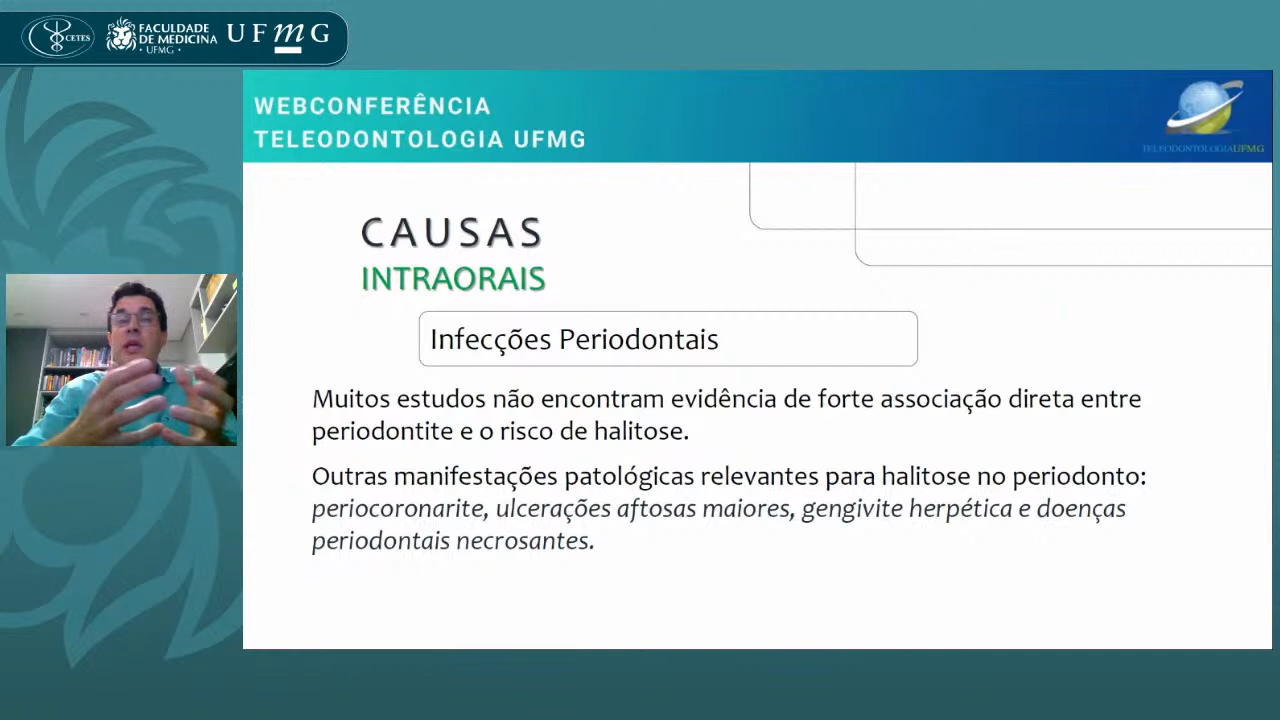 CETES
FACULDADE
DE MEDICINA
• UFMG •
UFmG
WEBCONFERÊNCIA
TELEODONTOLOGIA UFMG
TELEODONTOLOGIAUFMG
CAUSAS
INTRAORAIS
Infecções Periodontais
Muitos estudos não encontram evidência de forte associação direta entre
periodontite e o risco de halitose.
Outras manifestações patológicas relevantes para halitose no periodonto:
periocoronarite, ulcerações aftosas maiores, gengivite herpética e doenças
periodontais necrosantes.